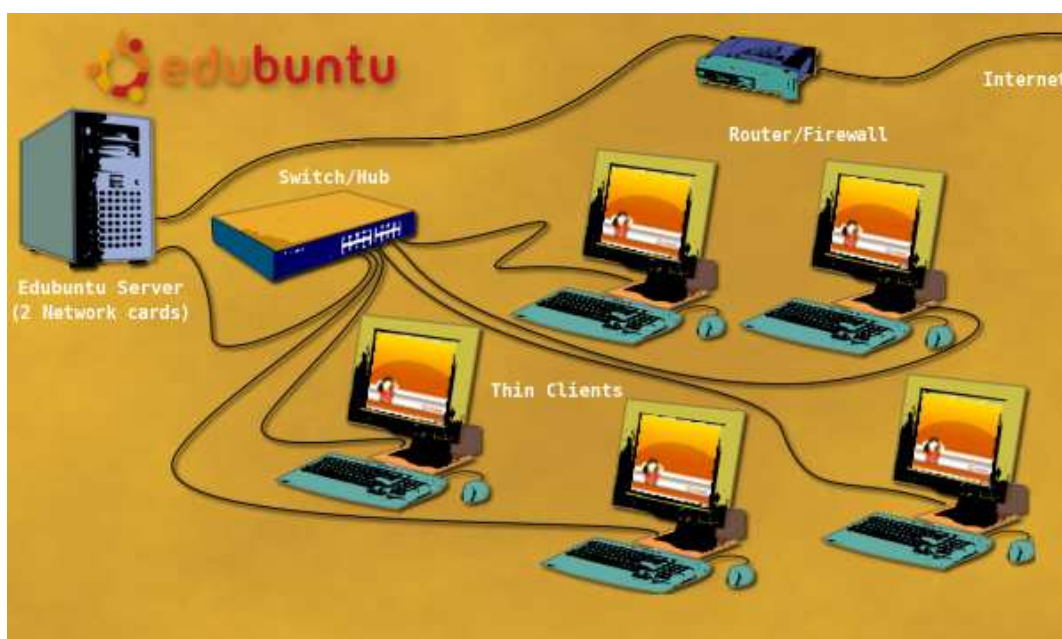 edubuntu
Internet
Router/Firewall
Switch/Hub
Edubuntu Server
(2 Network cards)
Thin Clients